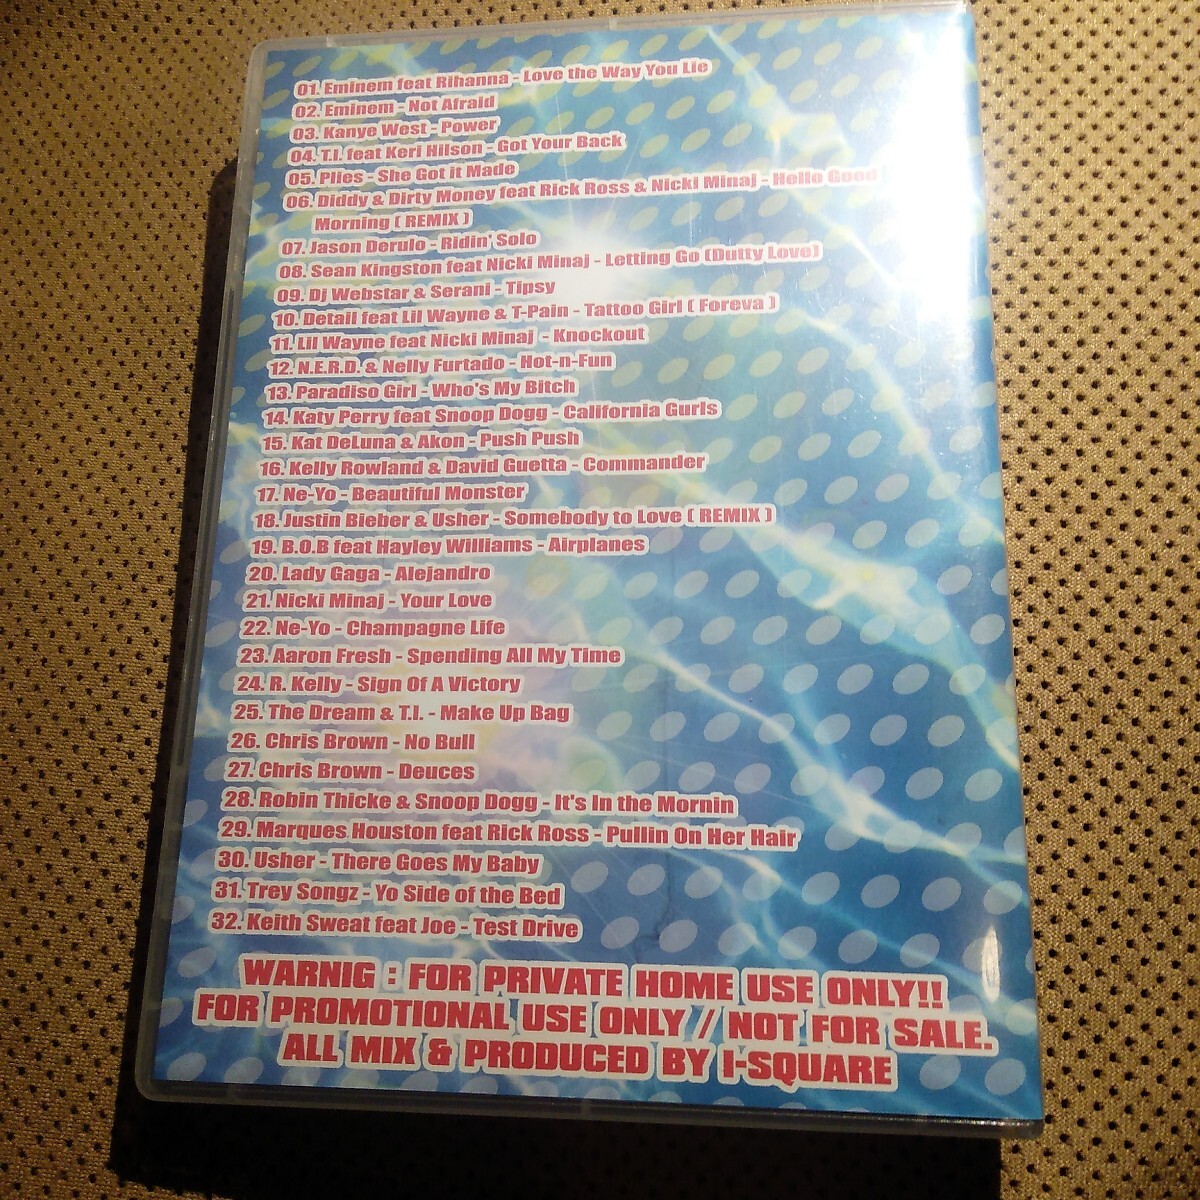 01. Eminem feat Rihanna - Love the Way You Lie
02. Eminem - Not Afraid
03. Kanye West - Power
04. T.I. feat Keri Hilson - Got Your Back
05. Plies - She Got it Made
06. Diddy & Dirty Money feat Rick Ross & Nicki Minaj - Hello Good
Morning ( REMIX )
07. Jason Derulo - Ridin' Solo
08. Sean Kingston feat Nicki Minaj - Letting Go (Dutty Love)
09. Dj Webstar & Serani - Tipsy
10. Detail feat Lil Wayne & T-Pain - Tattoo Girl ( Foreva )
11. Lil Wayne feat Nicki Minaj - Knockout
12. N.E.R.D. & Nelly Furtado - Hot-n-Fun
13. Paradiso Girl - Who's My Bitch
14. Katy Perry feat Snoop Dogg - California Gurls
15. Kat DeLuna & Akon - Push Push
16. Kelly Rowland & David Guetta - Commander
17. Ne-Yo - Beautiful Monster
18. Justin Bieber & Usher - Somebody to Love ( REMIX )
19. B.O.B feat Hayley Williams - Airplanes
20. Lady Gaga - Alejandro
21. Nicki Minaj - Your Love
22. Ne-Yo - Champagne Life
23. Aaron Fresh - Spending All My Time
24. R. Kelly - Sign Of A Victory
25. The Dream & T.I. - Make Up Bag
26. Chris Brown - No Bull
27. Chris Brown - Deuces
28. Robin Thicke & Snoop Dogg - It's In the Mornin
29. Marques Houston feat Rick Ross - Pullin On Her Hair
30. Usher - There Goes My Baby
31. Trey Songz - Yo Side of the Bed
32. Keith Sweat feat Joe - Test Drive
WARNIG : FOR PRIVATE HOME USE ONLY!!
FOR PROMOTIONAL USE ONLY / NOT FOR SALE.
ALL MIX & PRODUCED BY I-SQUARE